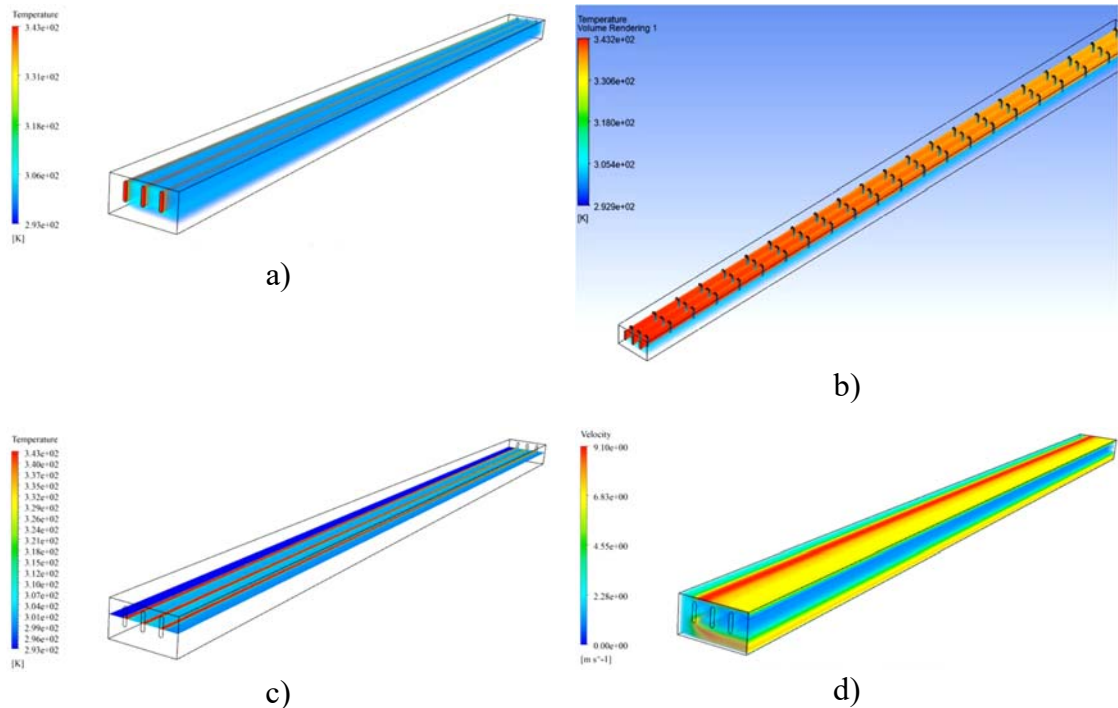 Temperature
3.43e+02
3.31e+02
3.18e+02
3.06e+02
2.93e+02
[K]
a)
Temperature
Volume Rendering 1
3.432e+02
3.306e+02
3.180e+02
3.054e+02
2.929e+02
[K]
b)
Temperature
3.43e+02
3.40e+02
3.37e+02
3.35e+02
3.32e+02
3.29e+02
3.26e+02
3.24e+02
3.21e+02
3.18e+02
3.15e+02
3.12e+02
3.10e+02
3.07e+02
3.04e+02
3.01e+02
2.99e+02
2.96e+02
2.93e+02
[K]
c)
Velocity
9.10e+00
6.83e+00
4.55e+00
2.28e+00
0.00e+00
[m s^-1]
d)